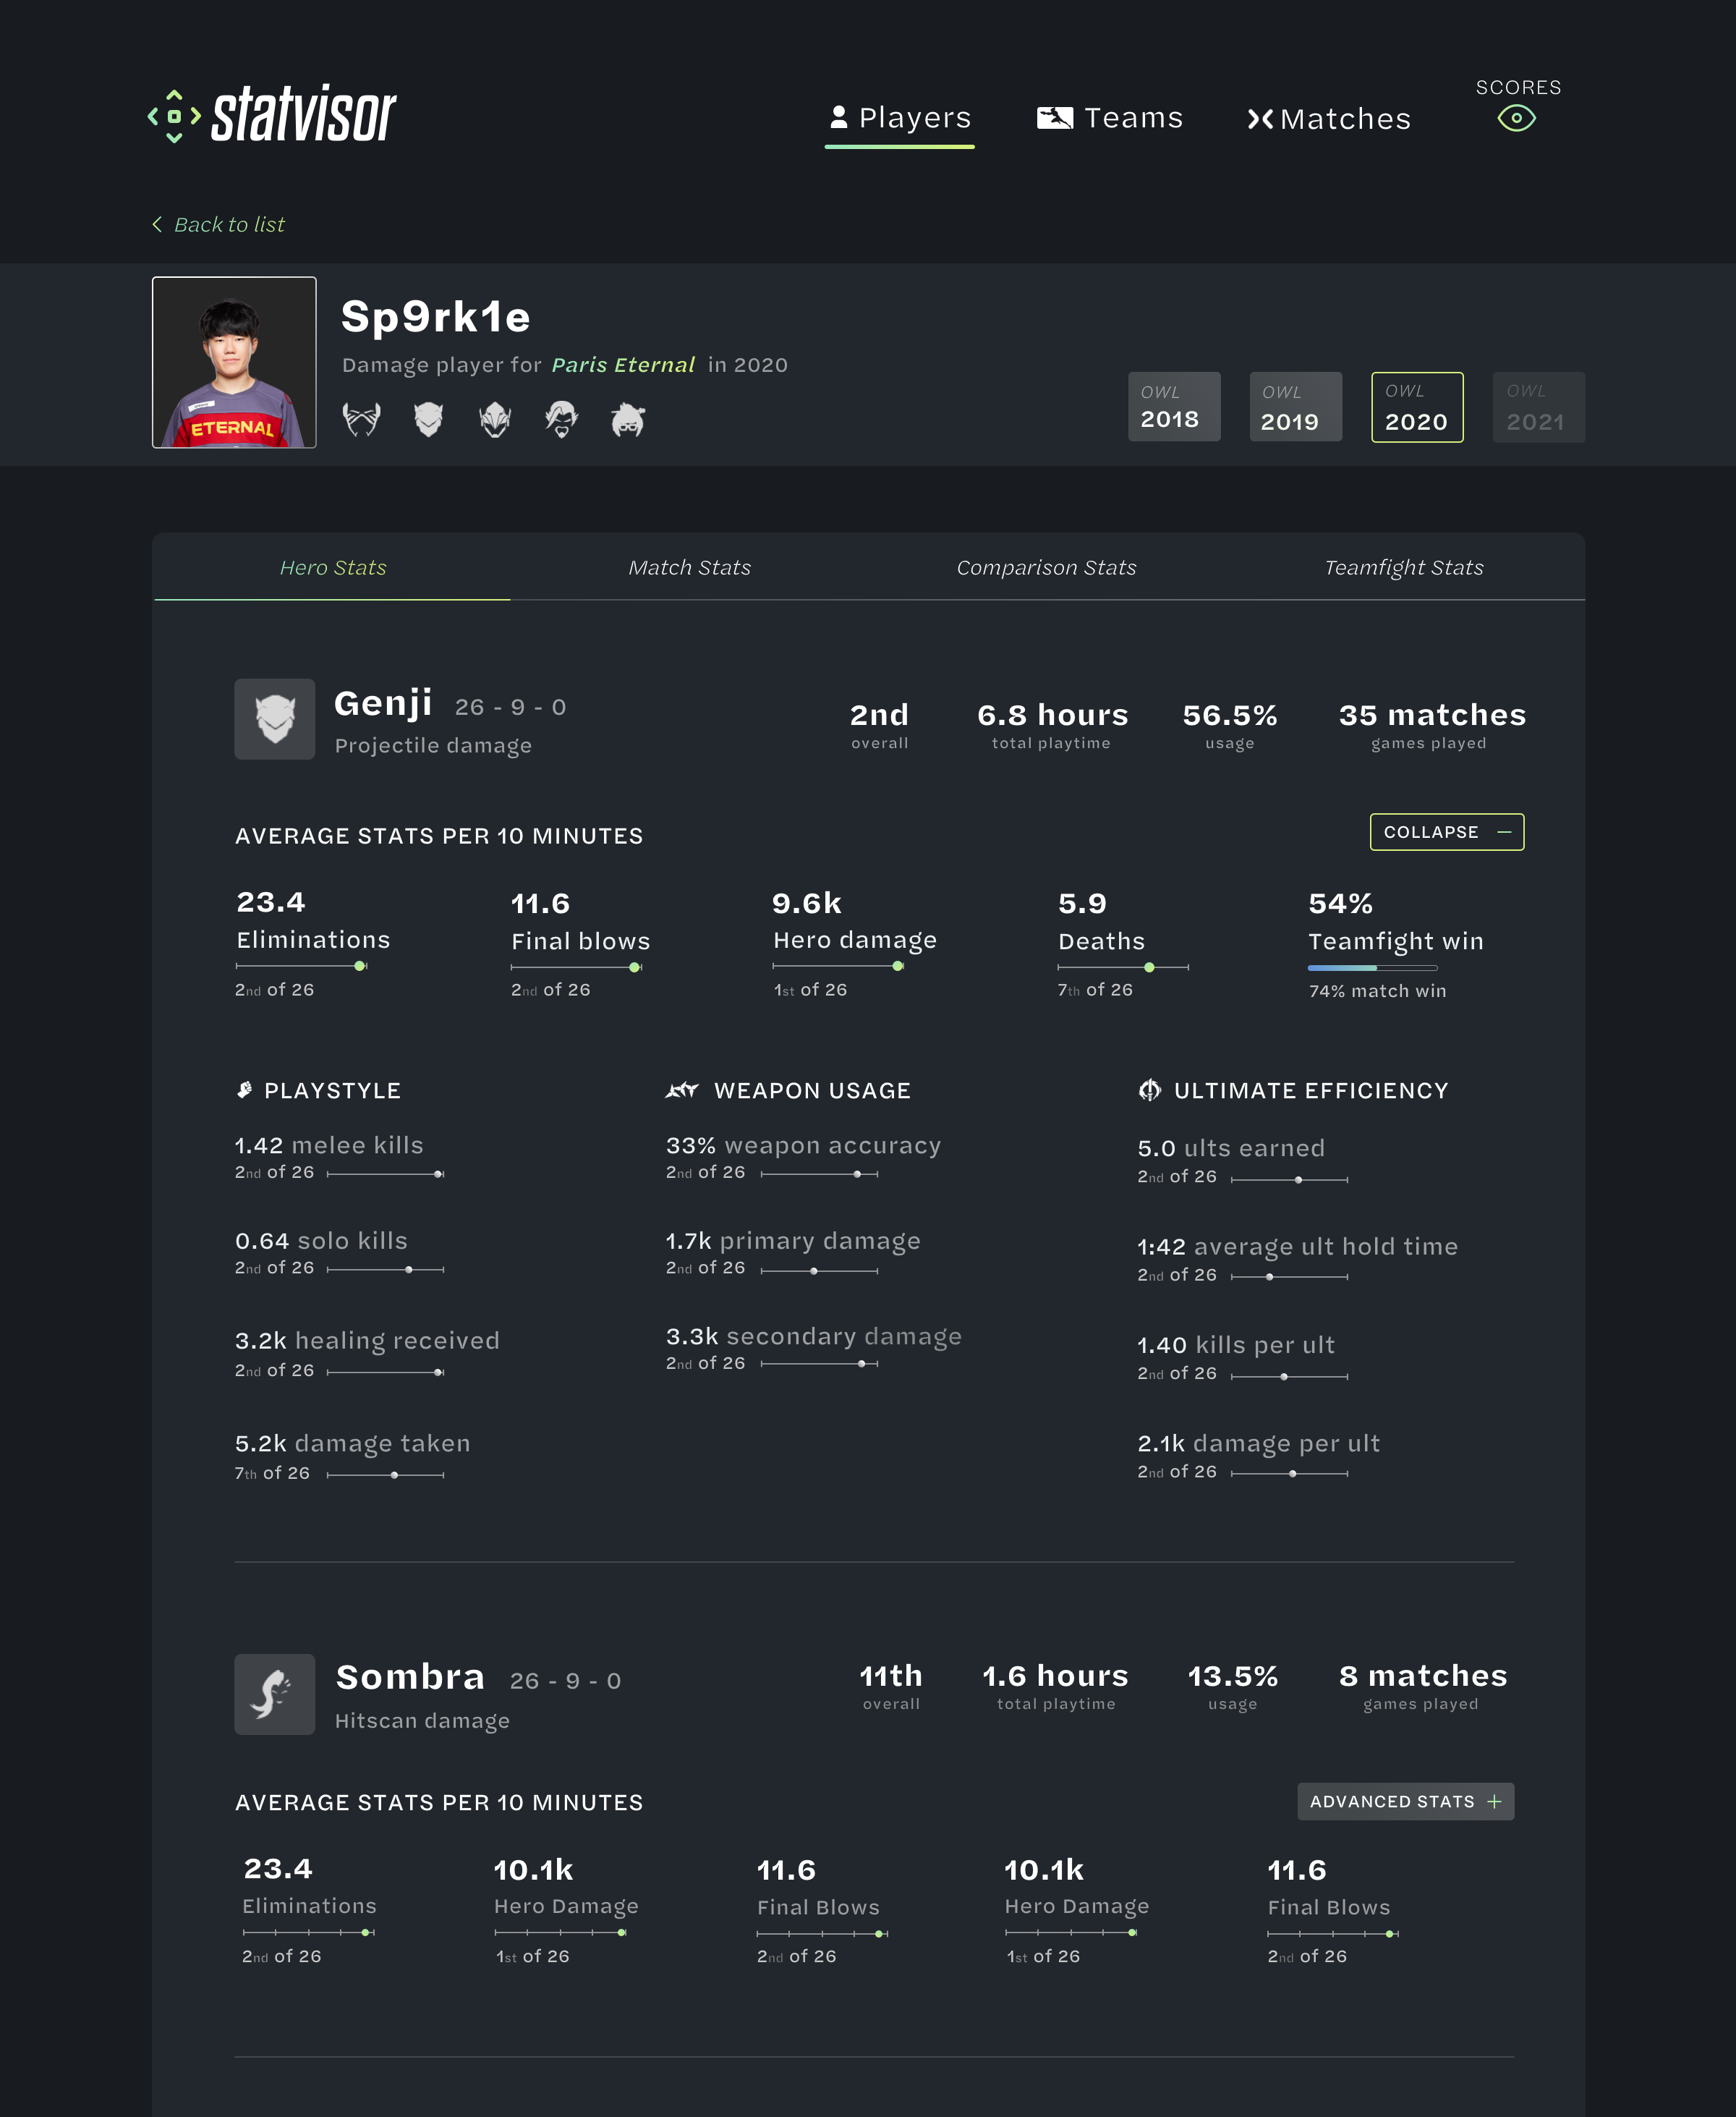 statvisor
Players
Teams
Matches
SCORES
Back to list
Sp9rk1e
Damage player for Paris Eternal in 2020
ETERNAL
OWL
2018
OWL
2019
OWL
2020
OWL
2021
Hero Stats
Match Stats
Comparison Stats
Teamfight Stats
Genji 26 - 9 - 0
Projectile damage
2nd
overall
6.8 hours
total playtime
56.5%
usage
35 matches
games played
AVERAGE STATS PER 10 MINUTES
COLLAPSE
23.4
Eliminations
2nd of 26
11.6
Final blows
2nd of 26
9.6k
Hero damage
1st of 26
5.9
Deaths
7th of 26
54%
Teamfight win
74% match win
PLAYSTYLE
1.42 melee kills
2nd of 26
0.64 solo kills
2nd of 26
3.2k healing received
2nd of 26
5.2k damage taken
7th of 26
WEAPON USAGE
33% weapon accuracy
2nd of 26
1.7k primary damage
2nd of 26
3.3k secondary damage
2nd of 26
ULTIMATE EFFICIENCY
5.0 ults earned
2nd of 26
1:42 average ult hold time
2nd of 26
1.40 kills per ult
2nd of 26
2.1k damage per ult
2nd of 26
Sombra 26 - 9 - 0
Hitscan damage
11th
overall
1.6 hours
total playtime
13.5%
usage
8 matches
games played
AVERAGE STATS PER 10 MINUTES
ADVANCED STATS
23.4
Eliminations
2nd of 26
10.1k
Hero Damage
1st of 26
11.6
Final Blows
2nd of 26
10.1k
Hero Damage
1st of 26
11.6
Final Blows
2nd of 26